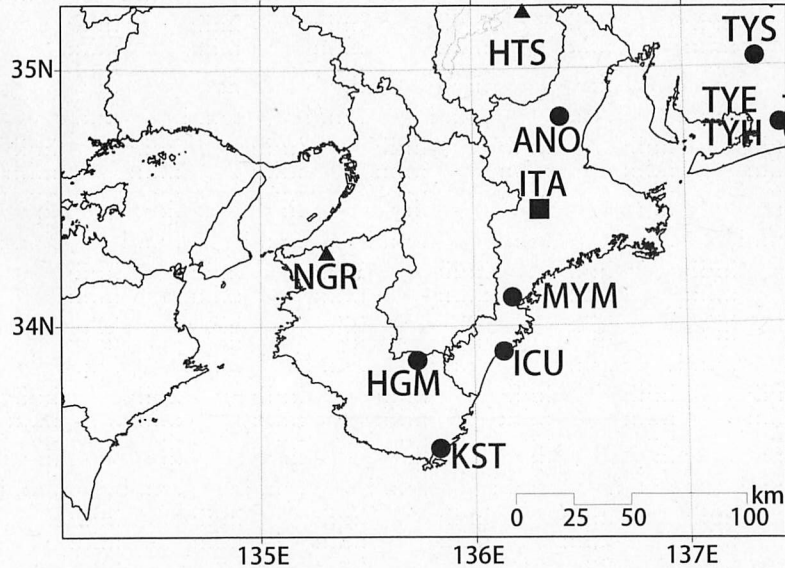 TYS
HTS
35N
TYE
TYH
ANO
ITA
NGR
MYM
34N
ICU
HGM
KST
km
0 25 50 100
135E 136E 137E